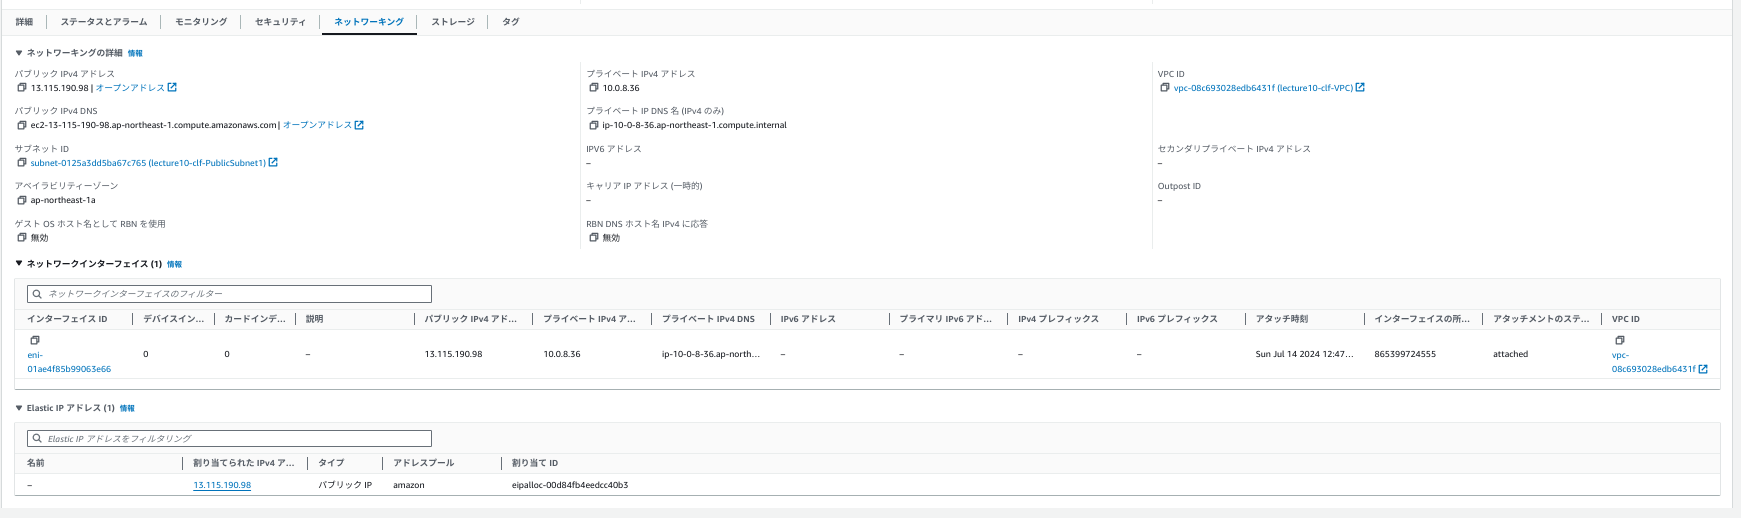 詳細 ステータスとアラーム モニタリング セキュリティ ネットワーキング ストレージ タグ
ネットワーキングの詳細 情報
パブリック IPv4 アドレス
13.115.190.98 | オープンアドレス
プライベート IPv4 アドレス
10.0.8.36
VPC ID
vpc-08c693028edb6431f (lecture10-clf-VPC)
パブリック IPv4 DNS
ec2-13-115-190-98.ap-northeast-1.compute.amazonaws.com | オープンアドレス
プライベート IP DNS 名 (IPv4 のみ)
ip-10-0-8-36.ap-northeast-1.compute.internal
サブネット ID
subnet-0125a3dd5ba67c765 (lecture10-clf-PublicSubnet1)
IPV6 アドレス
–
セカンダリプライベート IPv4 アドレス
–
アベイラビリティーゾーン
ap-northeast-1a
キャリア IP アドレス (一時的)
–
Outpost ID
–
ゲスト OS ホスト名として RBN を使用
無効
RBN DNS ホスト名 IPv4 に応答
無効
ネットワークインターフェイス (1) 情報
ネットワークインターフェイスのフィルター
インターフェイス ID デバイスイン... カードインデ... 説明 パブリック IPv4 アド... プライベート IPv4 ア... プライベート IPv4 DNS IPv6 アドレス プライマリ IPv6 アド... IPv4 プレフィックス IPv6 プレフィックス アタッチ時刻 インターフェイスの所... アタッチメントのステ... VPC ID
eni-01ae4f85b99063e66 0 0 – 13.115.190.98 10.0.8.36 ip-10-0-8-36.ap-north... – – – – Sun Jul 14 2024 12:47... 865399724555 attached vpc-08c693028edb6431f
Elastic IP アドレス (1) 情報
Elastic IP アドレスをフィルタリング
名前 割り当てられた IPv4 ア... タイプ アドレスプール 割り当て ID
– 13.115.190.98 パブリック IP amazon eipalloc-00d84fb4eedcc40b3